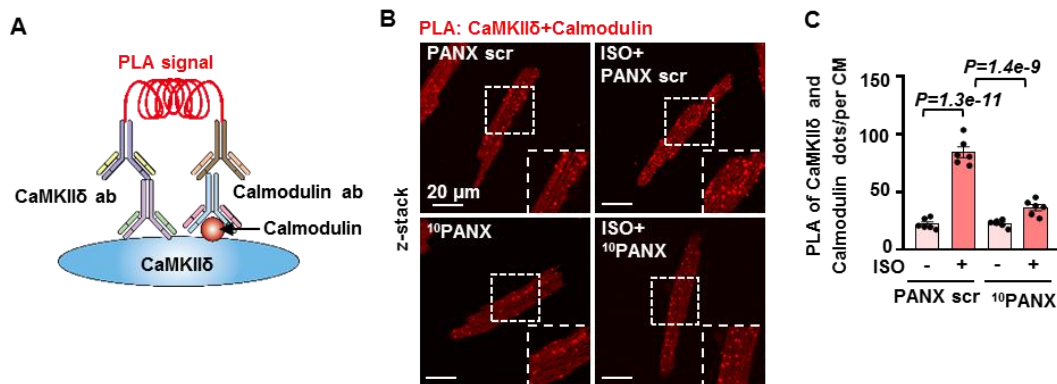 A
PLA signal
CaMKIIδ ab
Calmodulin ab
Calmodulin
CaMKIIδ
B
PLA: CaMKIIδ+Calmodulin
PANX scr
ISO+
PANX scr
20 µm
z-stack
¹⁰PANX
ISO+
¹⁰PANX
C
PLA of CaMKIIδ and
Calmodulin dots/per CM
150
100
50
0
P=1.3e-11
P=1.4e-9
ISO - + - +
PANX scr ¹⁰PANX